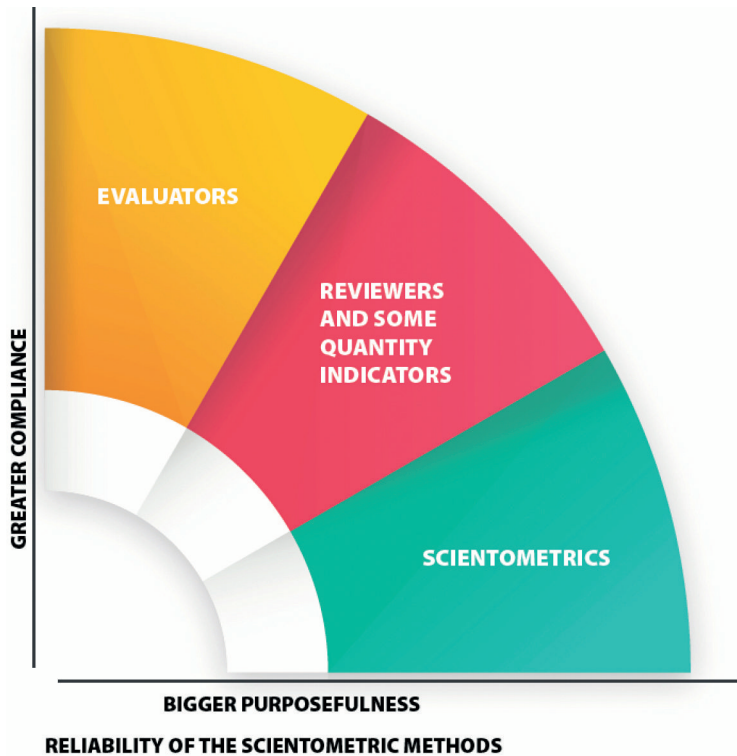 EVALUATORS
REVIEWERS
AND SOME
QUANTITY
INDICATORS
SCIENTOMETRICS
GREATER COMPLIANCE
BIGGER PURPOSEFULNESS
RELIABILITY OF THE SCIENTOMETRIC METHODS